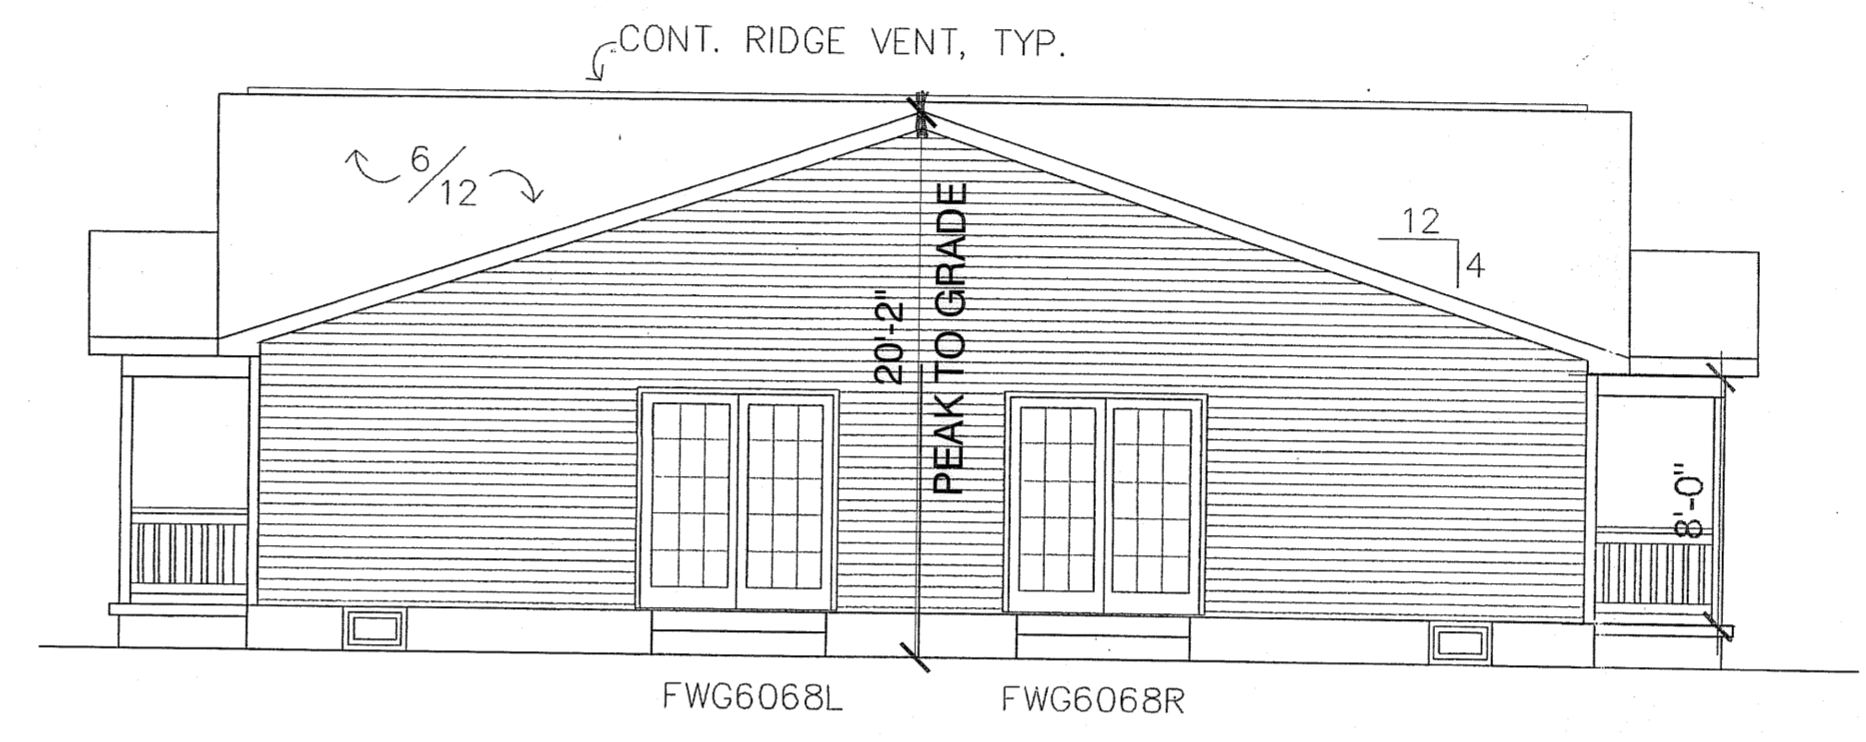 CONT. RIDGE VENT, TYP.
6/12
12
4
20'-2"
PEAK TO GRADE
8'-0"
FWG6068L
FWG6068R